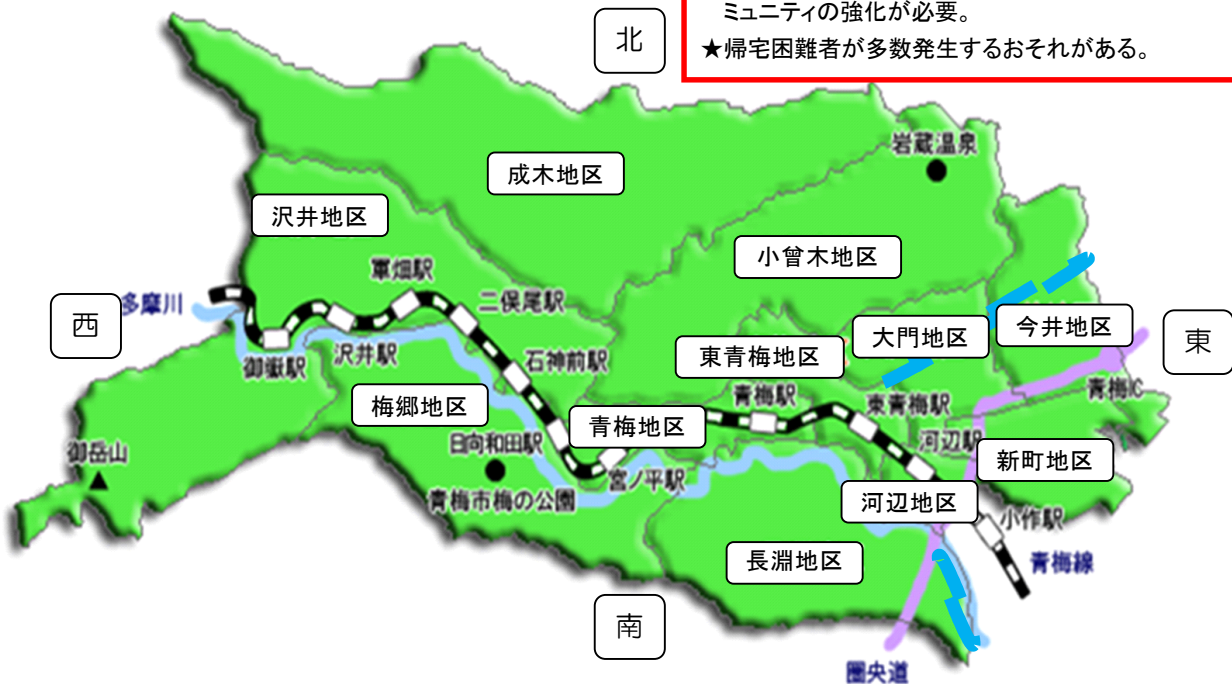 北
ミュニティの強化が必要。
★帰宅困難者が多数発生するおそれがある。
岩蔵温泉
成木地区
沢井地区
小曾木地区
軍畑駅
二俣尾駅
西
多摩川
御嶽駅
沢井駅
石神前駅
東青梅地区
大門地区
今井地区
東
青梅駅
東青梅駅
青梅IC
梅郷地区
青梅地区
河辺駅
新町地区
御岳山
日向和田駅
宮ノ平駅
青梅市梅の公園
河辺地区
小作駅
長淵地区
青梅線
南
圏央道